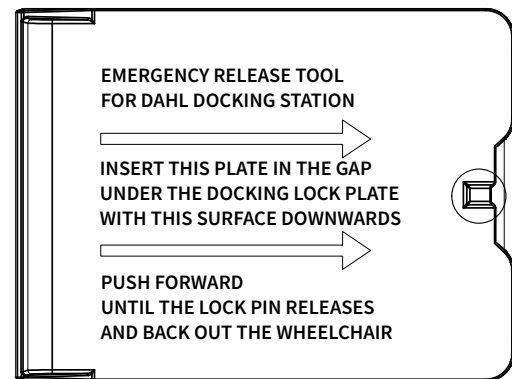 EMERGENCY RELEASE TOOL
FOR DAHL DOCKING STATION
INSERT THIS PLATE IN THE GAP
UNDER THE DOCKING LOCK PLATE
WITH THIS SURFACE DOWNWARDS
PUSH FORWARD
UNTIL THE LOCK PIN RELEASES
AND BACK OUT THE WHEELCHAIR